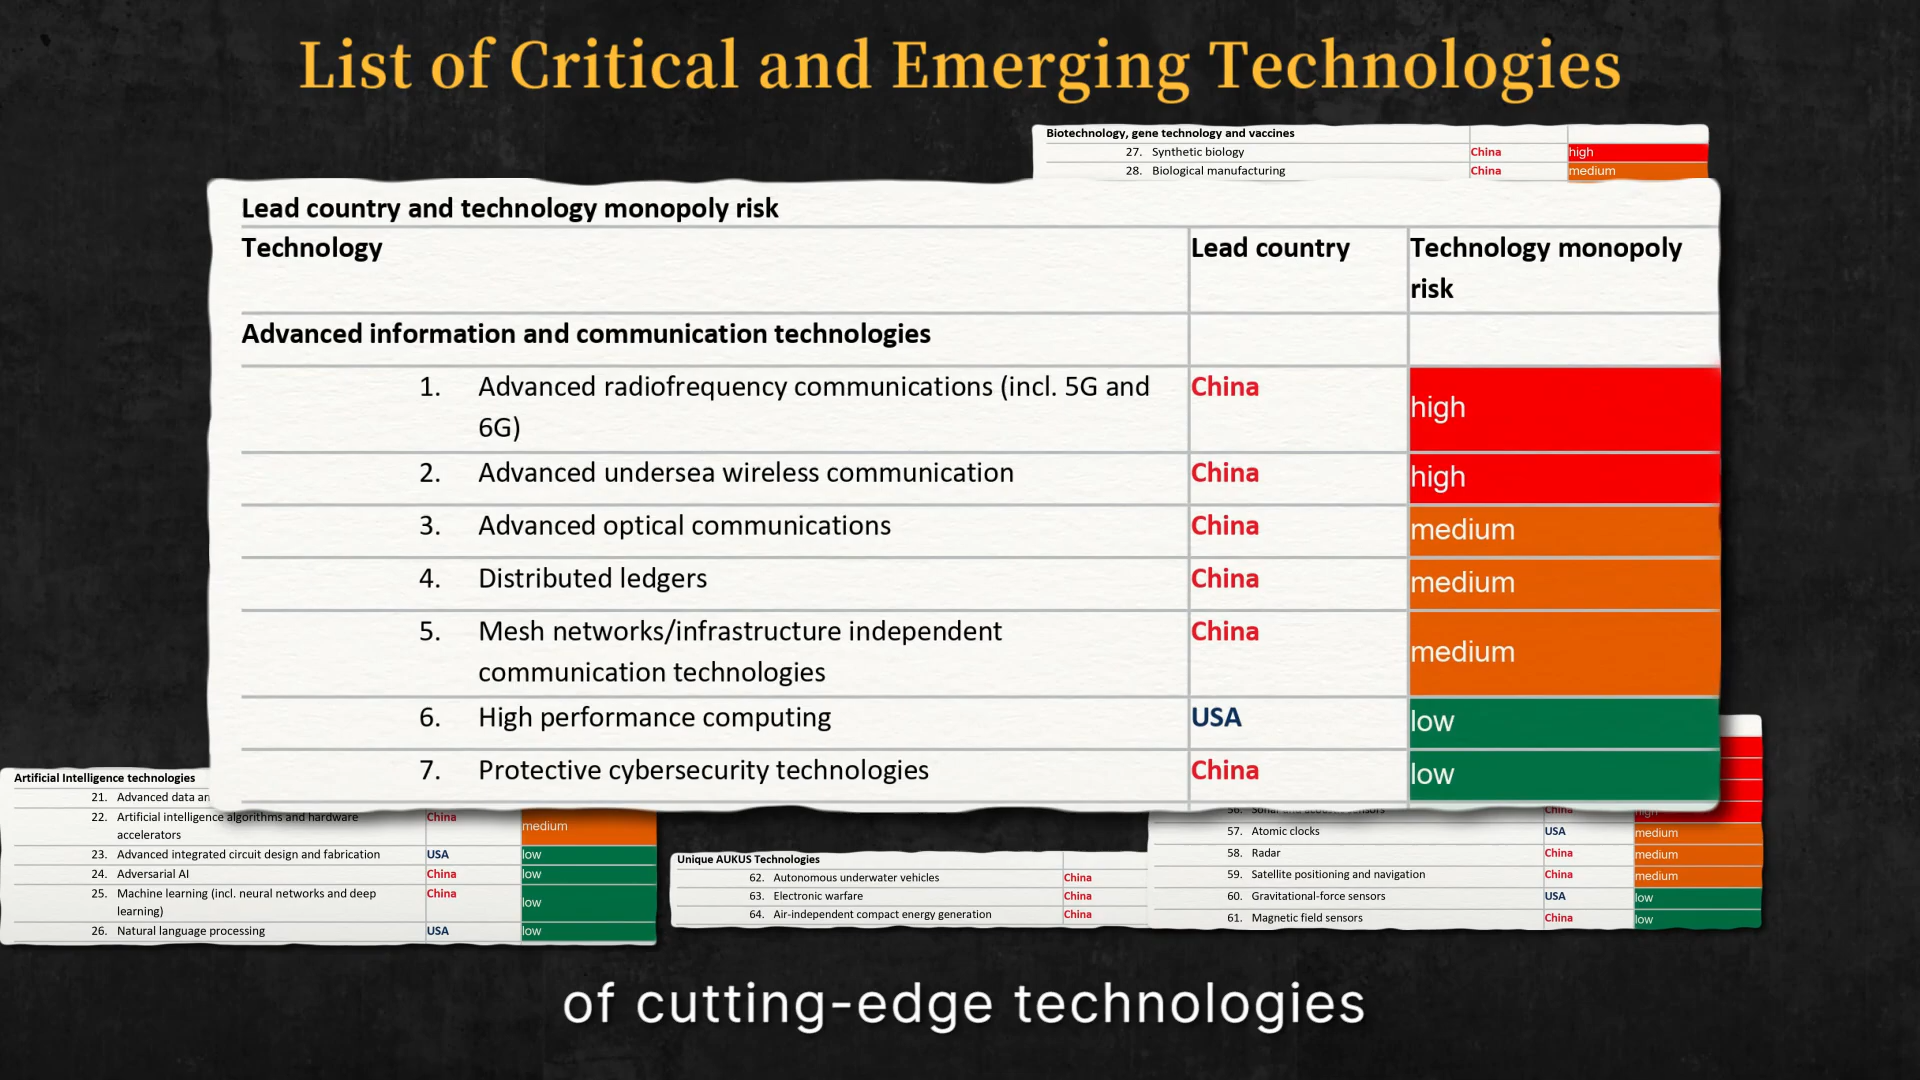 List of Critical and Emerging Technologies
Biotechnology, gene technology and vaccines
27. Synthetic biology China high
28. Biological manufacturing China medium
Lead country and technology monopoly risk
Technology Lead country Technology monopoly
risk
Advanced information and communication technologies
1. Advanced radiofrequency communications (incl. 5G and China high
6G)
2. Advanced undersea wireless communication China high
3. Advanced optical communications China medium
4. Distributed ledgers China medium
5. Mesh networks/infrastructure independent China medium
communication technologies
6. High performance computing USA low
7. Protective cybersecurity technologies China low
Artificial Intelligence technologies
21. Advanced data
22. Artificial intelligence algorithms and hardware China medium
accelerators
23. Advanced integrated circuit design and fabrication USA low
24. Adversarial AI China low
25. Machine learning (incl. neural networks and deep China low
learning)
26. Natural language processing USA low
Unique AUKUS Technologies
62. Autonomous underwater vehicles China
63. Electronic warfare China
64. Air-independent compact energy generation China
56. Sonar and acoustic sensors China high
57. Atomic clocks USA medium
58. Radar China medium
59. Satellite positioning and navigation China medium
60. Gravitational-force sensors USA low
61. Magnetic field sensors China low
of cutting-edge technologies